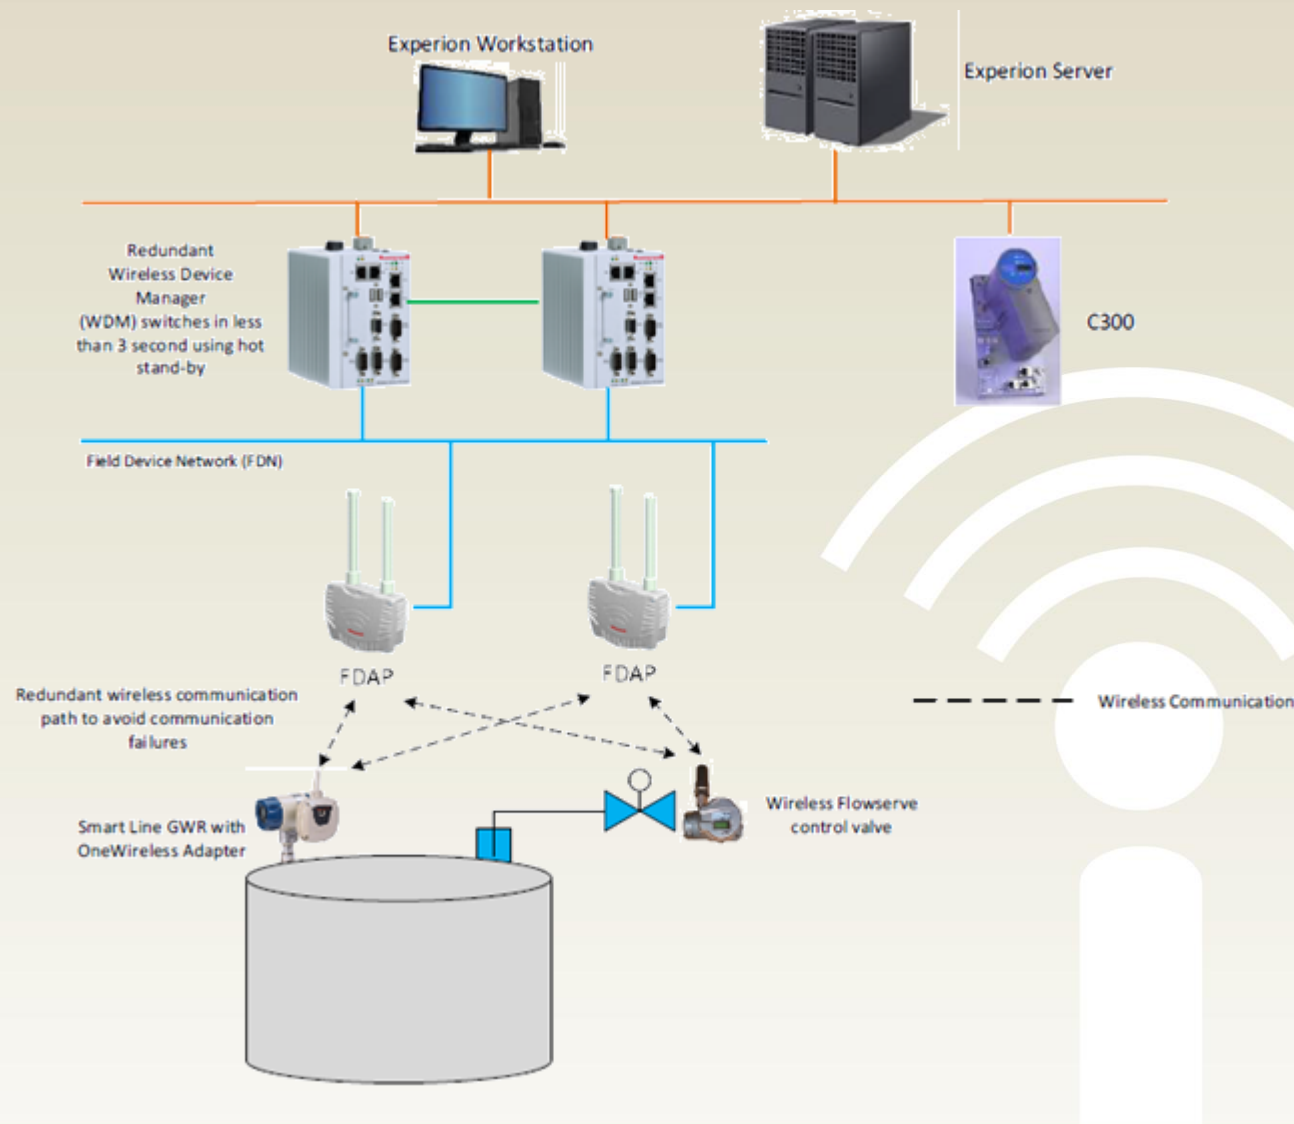 Experion Workstation
Experion Server
Redundant
Wireless Device
Manager
(WDM) switches in less
than 3 second using hot
stand-by
C300
Field Device Network (FDN)
FDAP
FDAP
Redundant wireless communication
path to avoid communication
failures
Wireless Communication
Smart Line GWR with
OneWireless Adapter
Wireless Flowserve
control valve